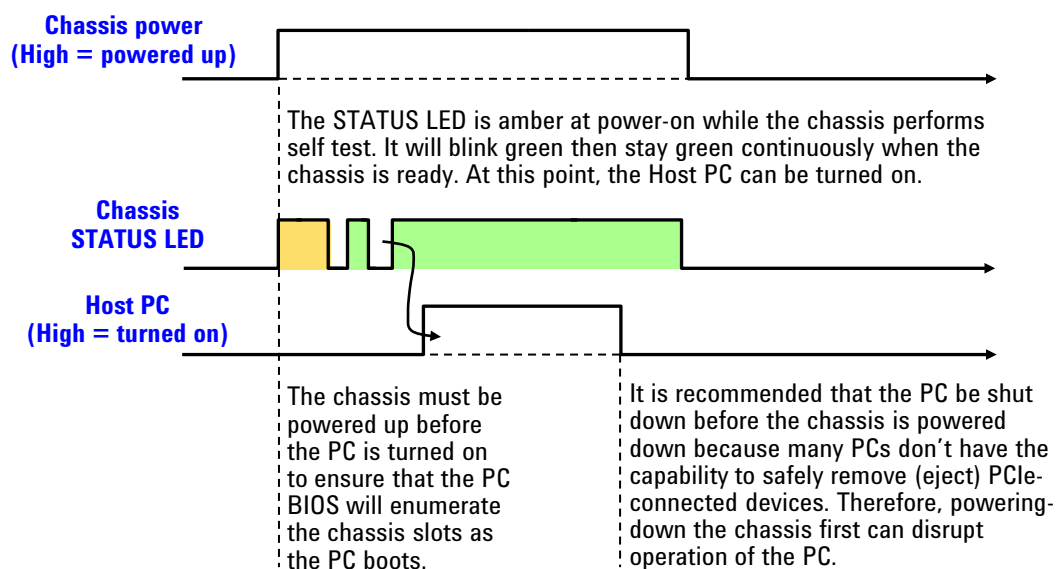 Chassis power
(High = powered up)
The STATUS LED is amber at power-on while the chassis performs
self test. It will blink green then stay green continuously when the
chassis is ready. At this point, the Host PC can be turned on.
Chassis
STATUS LED
Host PC
(High = turned on)
The chassis must be
powered up before
the PC is turned on
to ensure that the PC
BIOS will enumerate
the chassis slots as
the PC boots.
It is recommended that the PC be shut
down before the chassis is powered
down because many PCs don't have the
capability to safely remove (eject) PCIe-
connected devices. Therefore, powering-
down the chassis first can disrupt
operation of the PC.